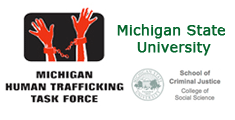 Michigan State
University
MICHIGAN
HUMAN TRAFFICKING
TASK FORCE
School of
Criminal Justice
College of
Social Science